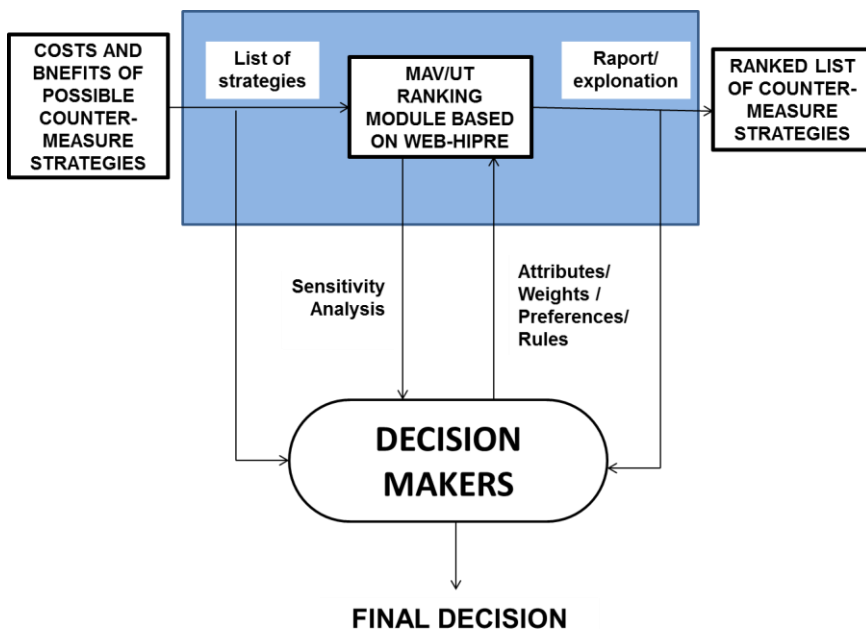 COSTS AND
BNEFITS OF
POSSIBLE
COUNTER-
MEASURE
STRATEGIES
List of
strategies
MAV/UT
RANKING
MODULE BASED
ON WEB-HIPRE
Raport/
explonation
RANKED LIST
OF COUNTER-
MEASURE
STRATEGIES
Sensitivity
Analysis
Attributes/
Weights /
Preferences/
Rules
DECISION
MAKERS
FINAL DECISION